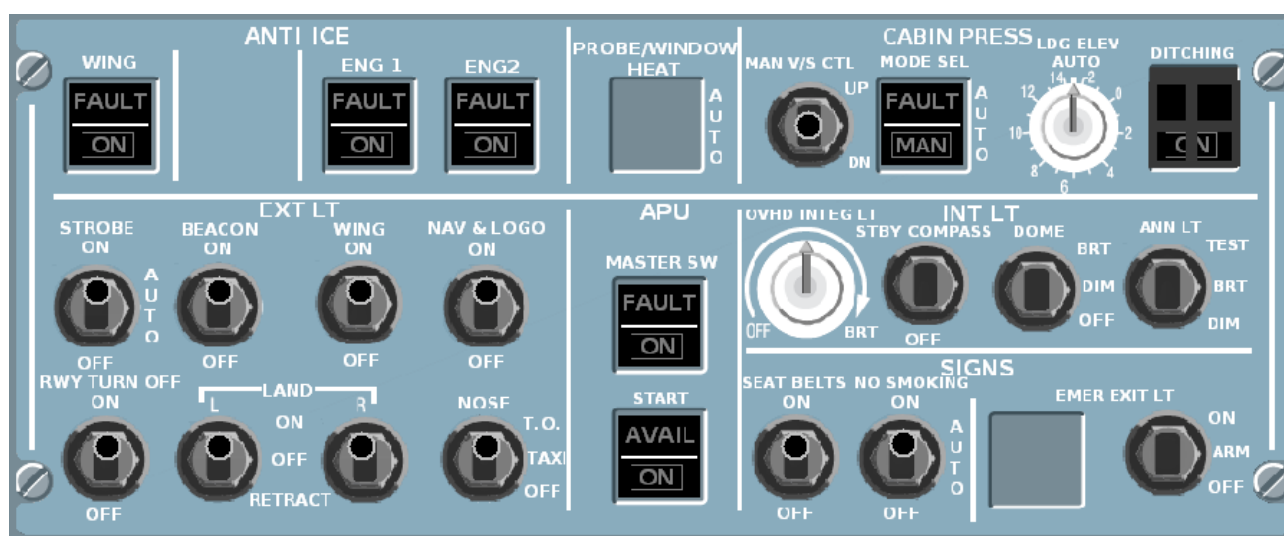 ANTI ICE
WING
FAULT
ON
ENG 1
FAULT
ON
ENG2
FAULT
ON
PROBE/WINDOW
HEAT
AUTO
CABIN PRESS
MAN V/S CTL
UP
DN
MODE SEL
FAULT
MAN
AUTO
LDG ELEV
AUTO
14 -2
12 0
10 2
8 4
6
DITCHING
ON
EXT LT
STROBE
ON
AUTO
OFF
BEACON
ON
OFF
WING
ON
OFF
NAV & LOGO
ON
OFF
RWY TURN OFF
ON
OFF
LAND
L R
ON
OFF
RETRACT
NOSE
T.O.
TAXI
OFF
APU
MASTER SW
FAULT
ON
START
AVAIL
ON
INT LT
OVHD INTEG LT
OFF BRT
STBY COMPASS
OFF
DOME
BRT
DIM
OFF
ANN LT
TEST
BRT
DIM
SIGNS
SEAT BELTS
ON
OFF
NO SMOKING
ON
AUTO
OFF
EMER EXIT LT
ON
ARM
OFF